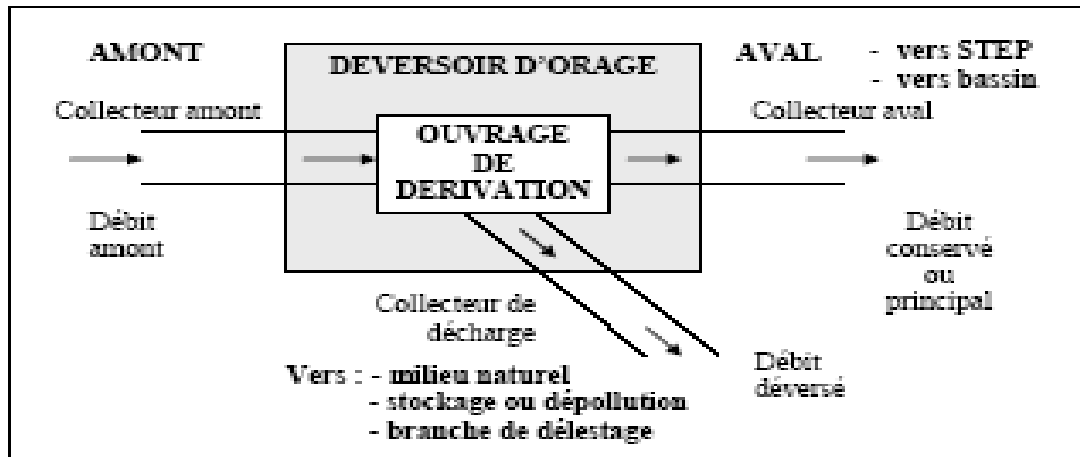 AMONT
DEVERSOIR D'ORAGE
AVAL - vers STEP
- vers bassin
Collecteur amont
Collecteur aval
OUVRAGE
DE
DERIVATION
Débit
amont
Débit
conservé
ou
principal
Collecteur de
décharge
Vers : - milieu naturel
- stockage ou dépollution
- branche de délestage
Débit
déversé